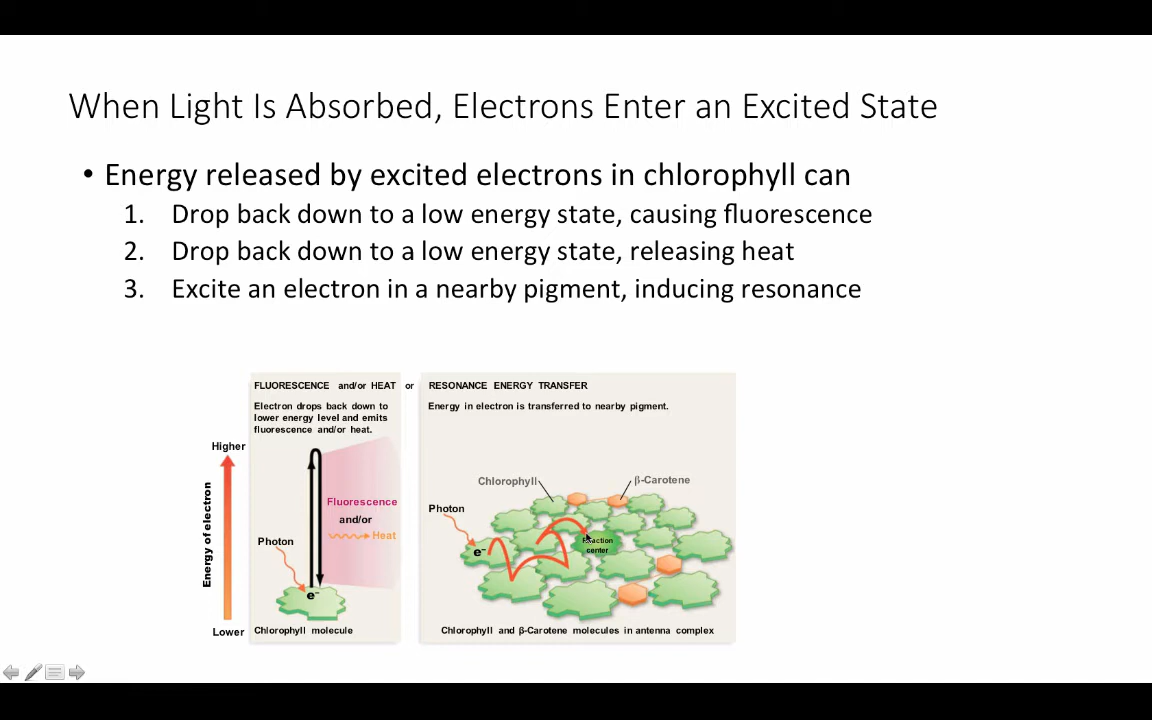 When Light Is Absorbed, Electrons Enter an Excited State
• Energy released by excited electrons in chlorophyll can
1. Drop back down to a low energy state, causing fluorescence
2. Drop back down to a low energy state, releasing heat
3. Excite an electron in a nearby pigment, inducing resonance
FLUORESCENCE and/or HEAT or RESONANCE ENERGY TRANSFER
Electron drops back down to
lower energy level and emits
fluorescence and/or heat.
Energy in electron is transferred to nearby pigment.
Higher
Energy of electron
Lower
Photon
Fluorescence
and/or
Heat
e⁻
Chlorophyll molecule
Chlorophyll
β-Carotene
Photon
e⁻
center
Chlorophyll and β-Carotene molecules in antenna complex